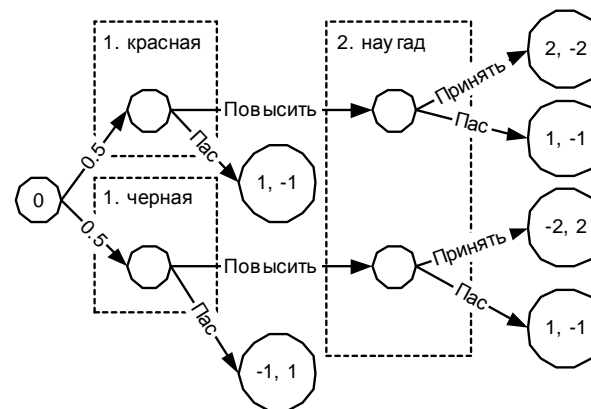 1. красная
2. наугад
2, -2
Принять
Повысить
Пас
1, -1
0.5
Пас
1, -1
0
1. черная
0.5
-2, 2
Принять
Повысить
Пас
1, -1
Пас
-1, 1